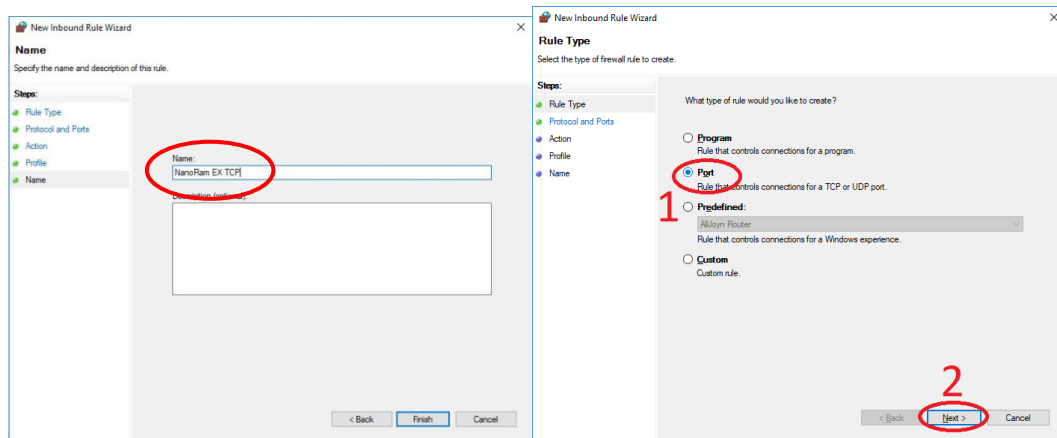 New Inbound Rule Wizard
Name
Specify the name and description of this rule.
Steps:
Rule Type
Protocol and Ports
Action
Profile
Name
Name:
NanoRam EX TCP
Description (optional):
< Back
Finish
Cancel
New Inbound Rule Wizard
Rule Type
Select the type of firewall rule to create.
Steps:
Rule Type
Protocol and Ports
Action
Profile
Name
What type of rule would you like to create?
Program
Rule that controls connections for a program.
Port
Rule that controls connections for a TCP or UDP port.
1
Predefined:
AllJoyn Router
Rule that controls connections for a Windows experience.
Custom
Custom rule.
2
< Back
Next >
Cancel